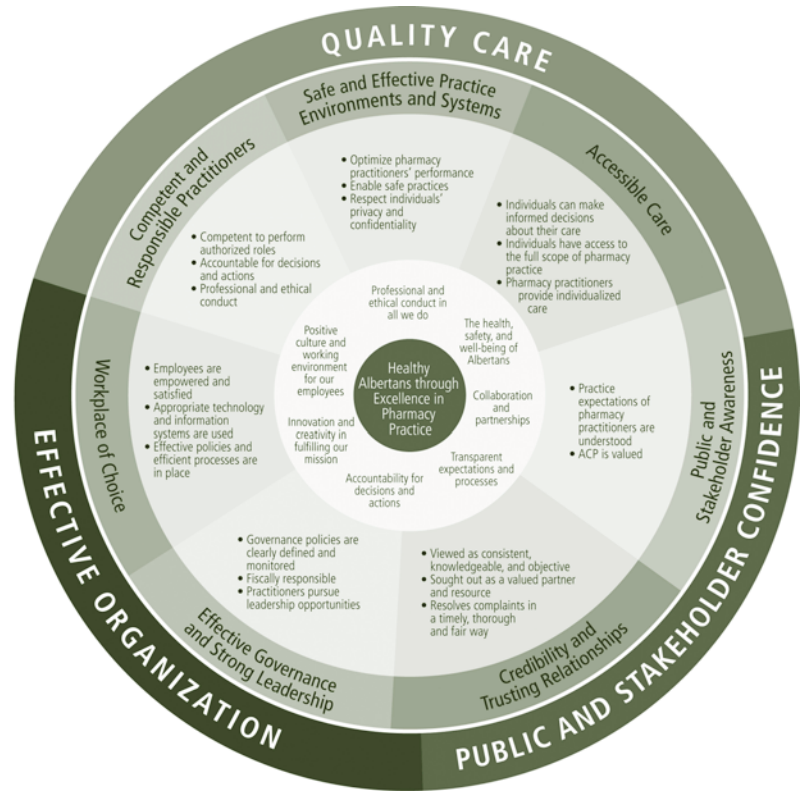 QUALITY CARE
Safe and Effective Practice
Environments and Systems
• Optimize pharmacy
practitioners' performance
• Enable safe practices
• Respect individuals'
privacy and
confidentiality
Accessible Care
• Individuals can make
informed decisions
about their care
• Individuals have access to
the full scope of pharmacy
practice
• Pharmacy practitioners
provide individualized
care
Competent and
Responsible Practitioners
• Competent to perform
authorized roles
• Accountable for decisions
and actions
• Professional and ethical
conduct
PUBLIC AND STAKEHOLDER CONFIDENCE
Public and
Stakeholder Awareness
• Practice
expectations of
pharmacy
practitioners are
understood
• ACP is valued
Credibility and
Trusting Relationships
• Viewed as consistent,
knowledgeable, and objective
• Sought out as a valued partner
and resource
• Resolves complaints in
a timely, thorough
and fair way
EFFECTIVE ORGANIZATION
Effective Governance
and Strong Leadership
• Governance policies are
clearly defined and
monitored
• Fiscally responsible
• Practitioners pursue
leadership opportunities
Workplace of Choice
• Employees are
empowered and
satisfied
• Appropriate technology
and information
systems are used
• Effective policies and
efficient processes are
in place
Professional and
ethical conduct in
all we do
The health,
safety, and
well-being of
Albertans
Collaboration
and
partnerships
Transparent
expectations and
processes
Accountability for
decisions and
actions
Innovation and
creativity in
fulfilling our
mission
Positive
culture and
working
environment
for our
employees
Healthy
Albertans through
Excellence in
Pharmacy
Practice